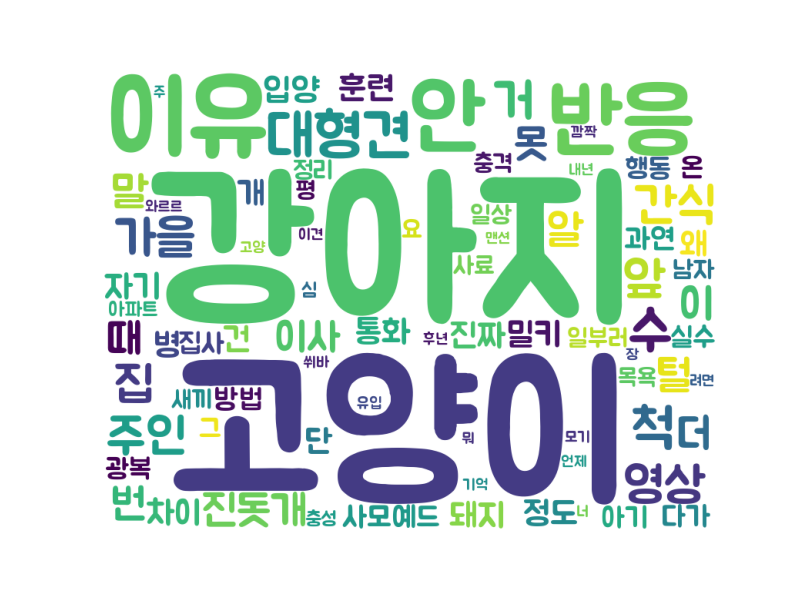 이유
주
입양
훈련
안
거
반응
대형견
못
깜짝
정리
충격
행동
온
내년
말
와르르
개
평
강아지
일상
알
간식
가을
고양
이견
요
맨션
과연
왜
사료
앞
남자
자기
아파트
심
이
때
병집사
건
이사
통화
후년
진짜
밀키
일부러
수
실수
쮜바
장
집
새끼
방법
고양이
유입
목욕
털
려면
주인
그
단
뭐
모기
척
더
광복
언제
기억
영상
번
차이
진돗개
충성
사모예드
돼지
정도
너
아기
다가